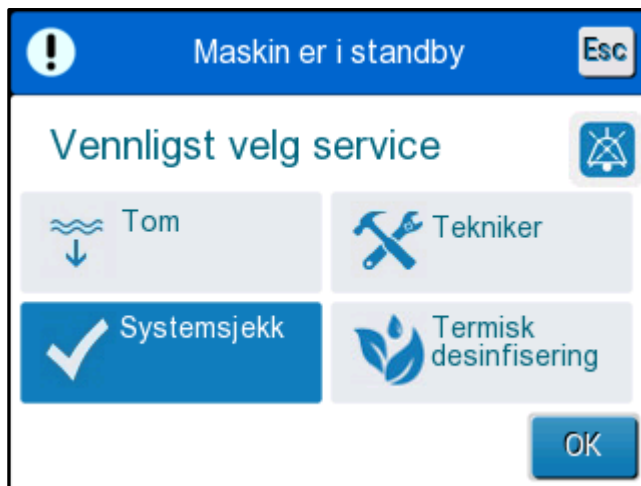 Maskin er i standby
Esc
Vennligst velg service
Tom
Tekniker
Systemsjekk
Termisk
desinfisering
OK